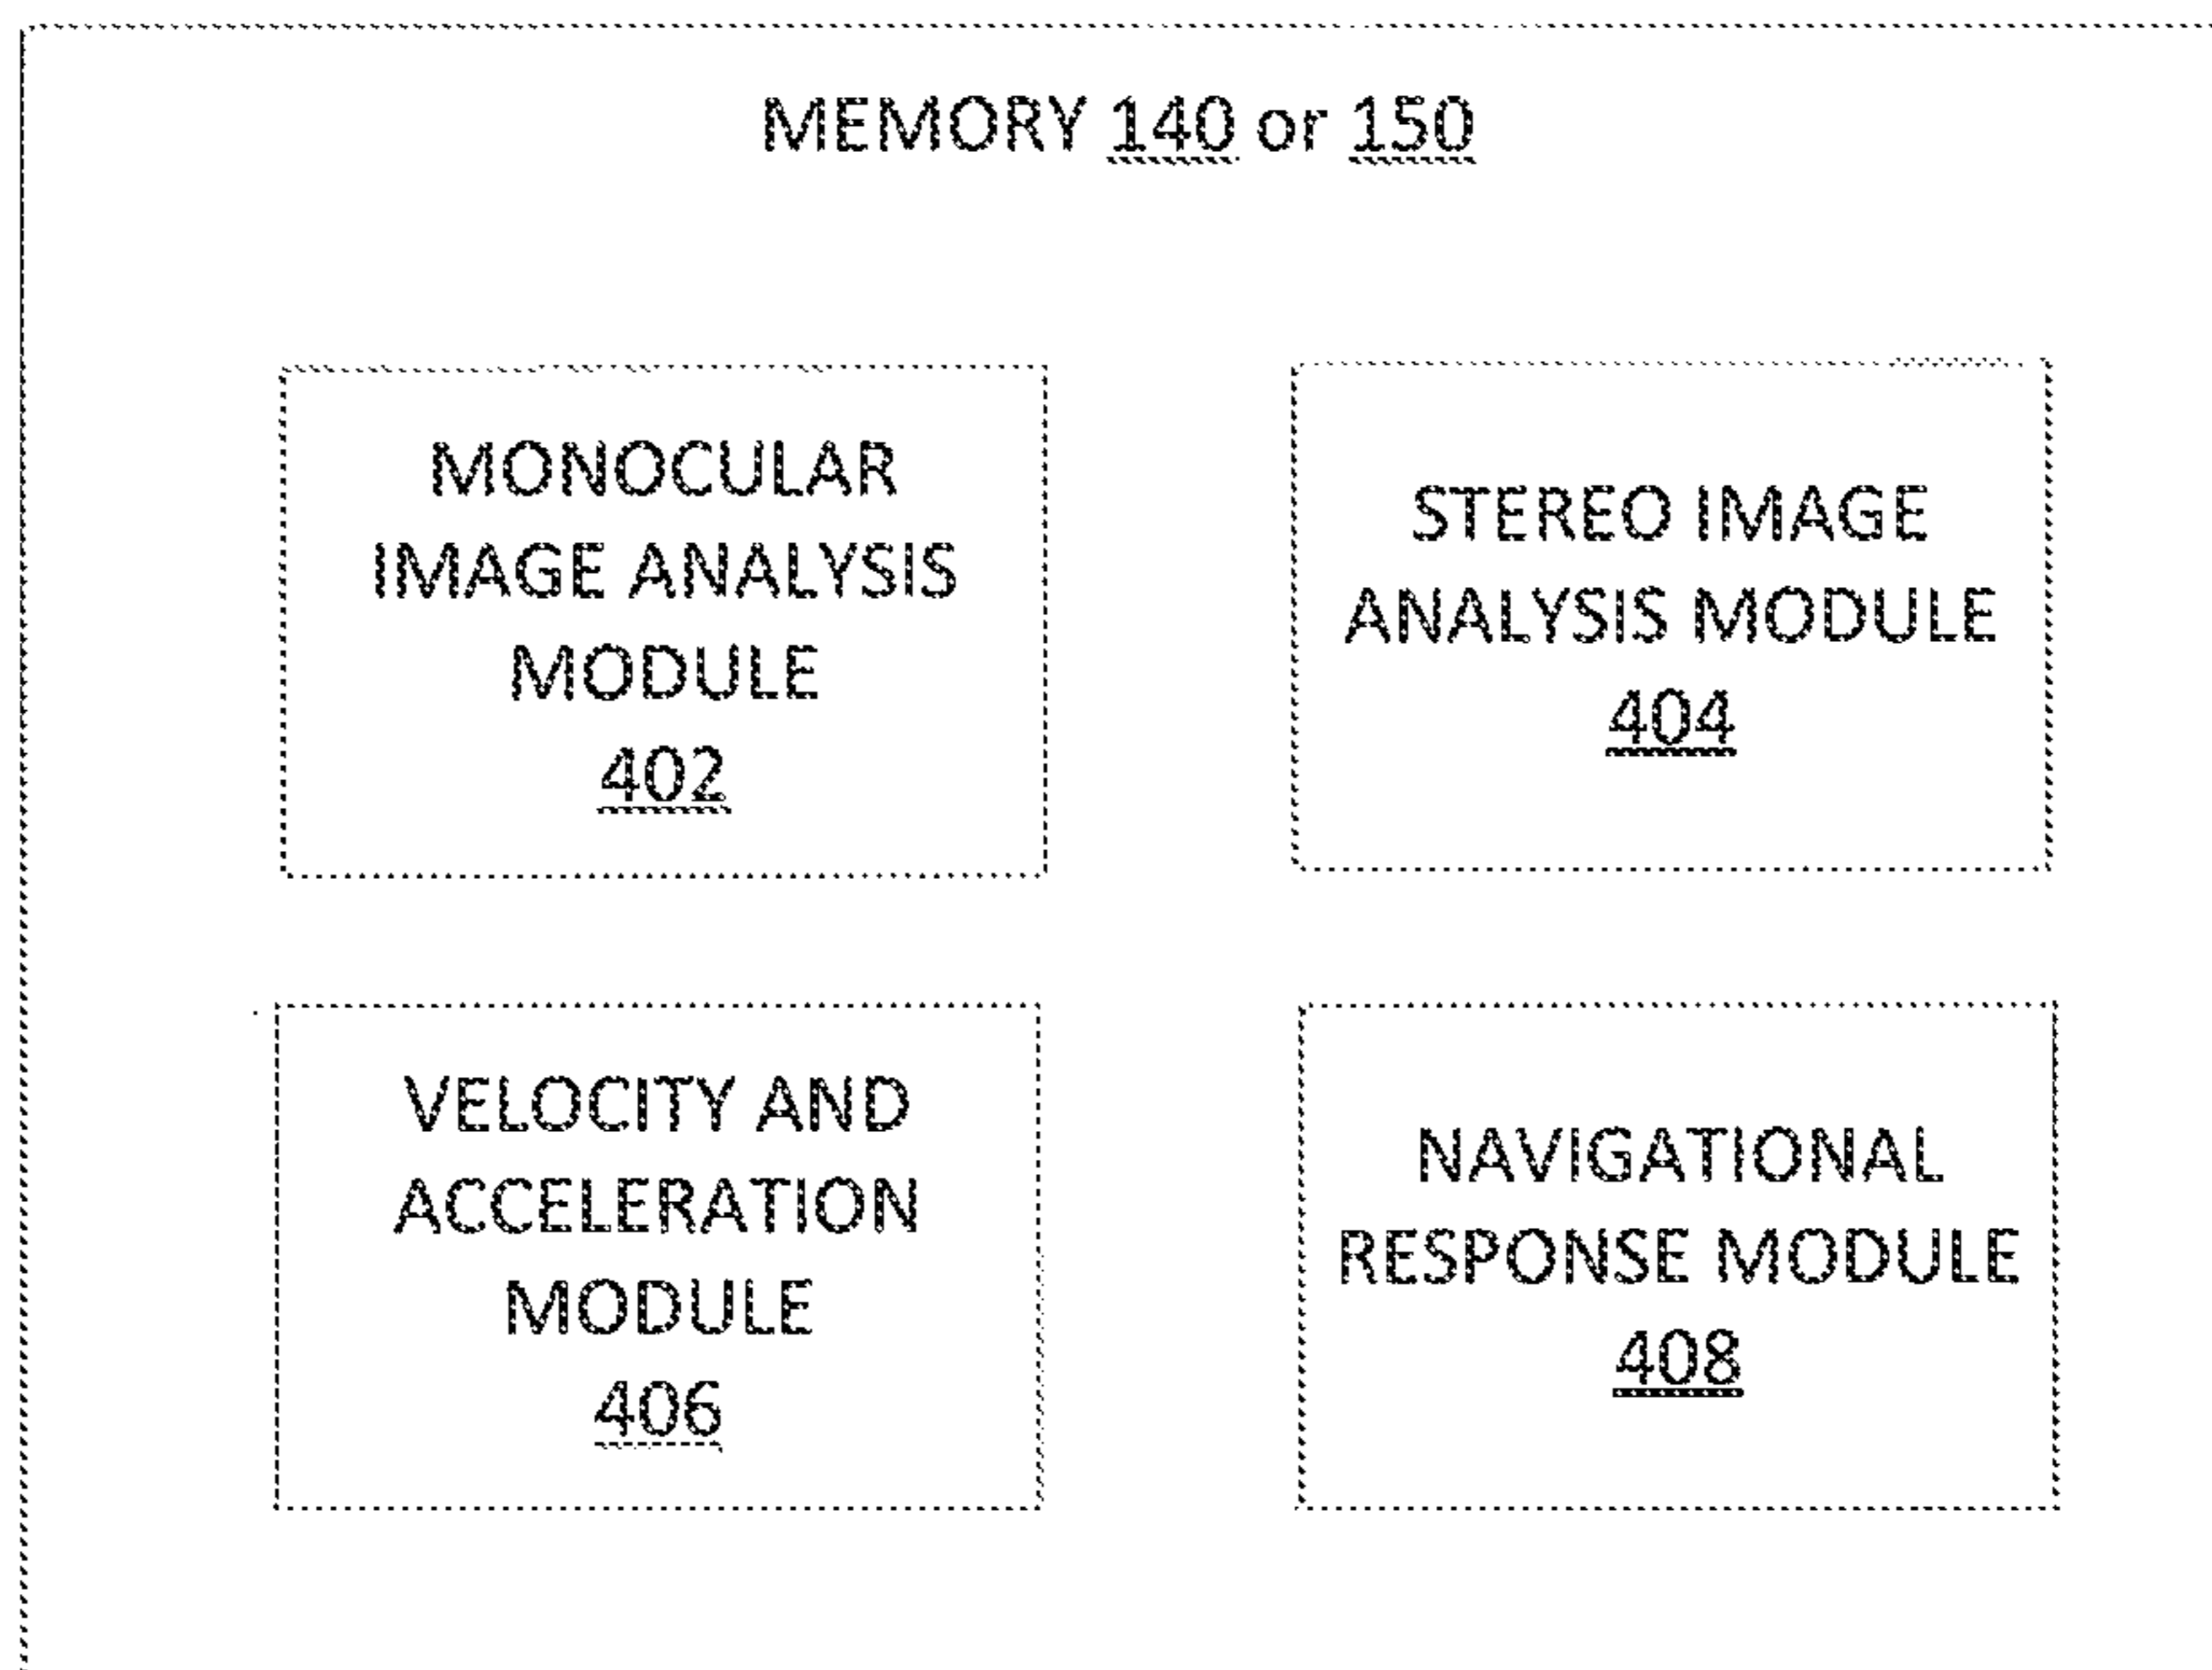 MEMORY 140 or 150
MONOCULAR
IMAGE ANALYSIS
MODULE
402
STEREO IMAGE
ANALYSIS MODULE
404
VELOCITY AND
ACCELERATION
MODULE
406
NAVIGATIONAL
RESPONSE MODULE
408